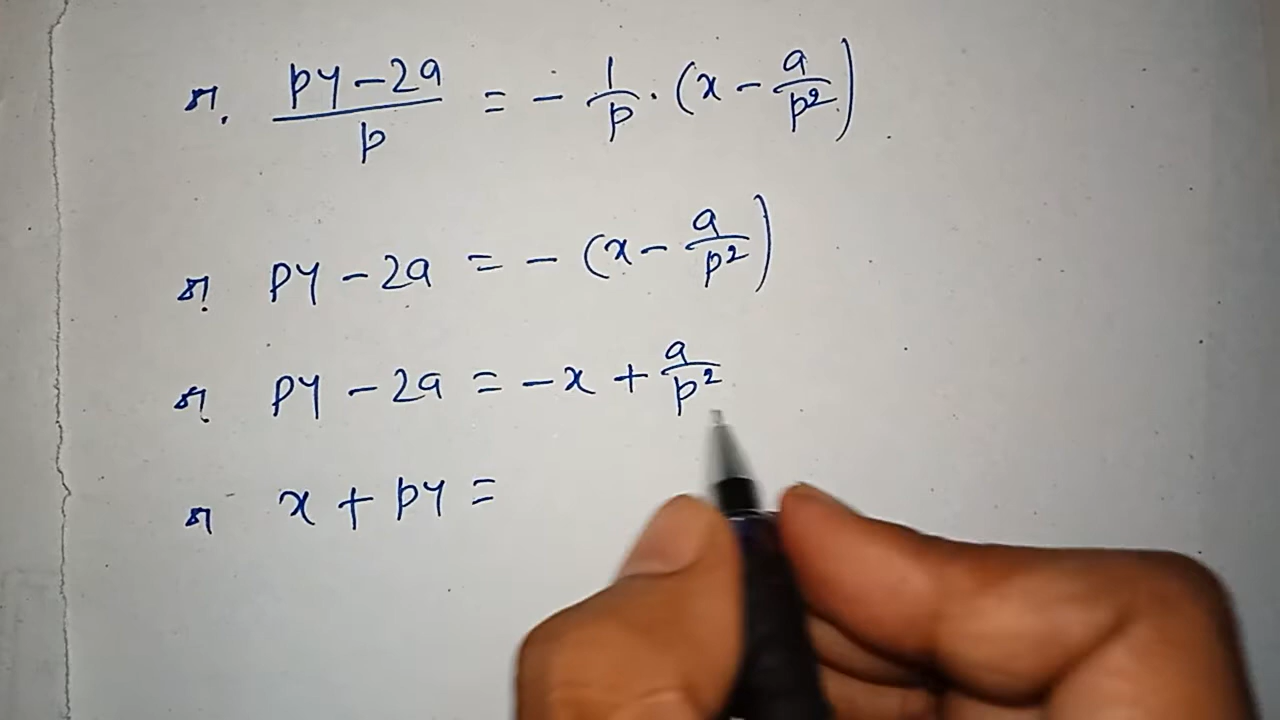 বা, (py-2a)/p = - 1/p · (x - a/p²)
বা, py - 2a = - (x - a/p²)
বা, py - 2a = -x + a/p²
বা x + py =